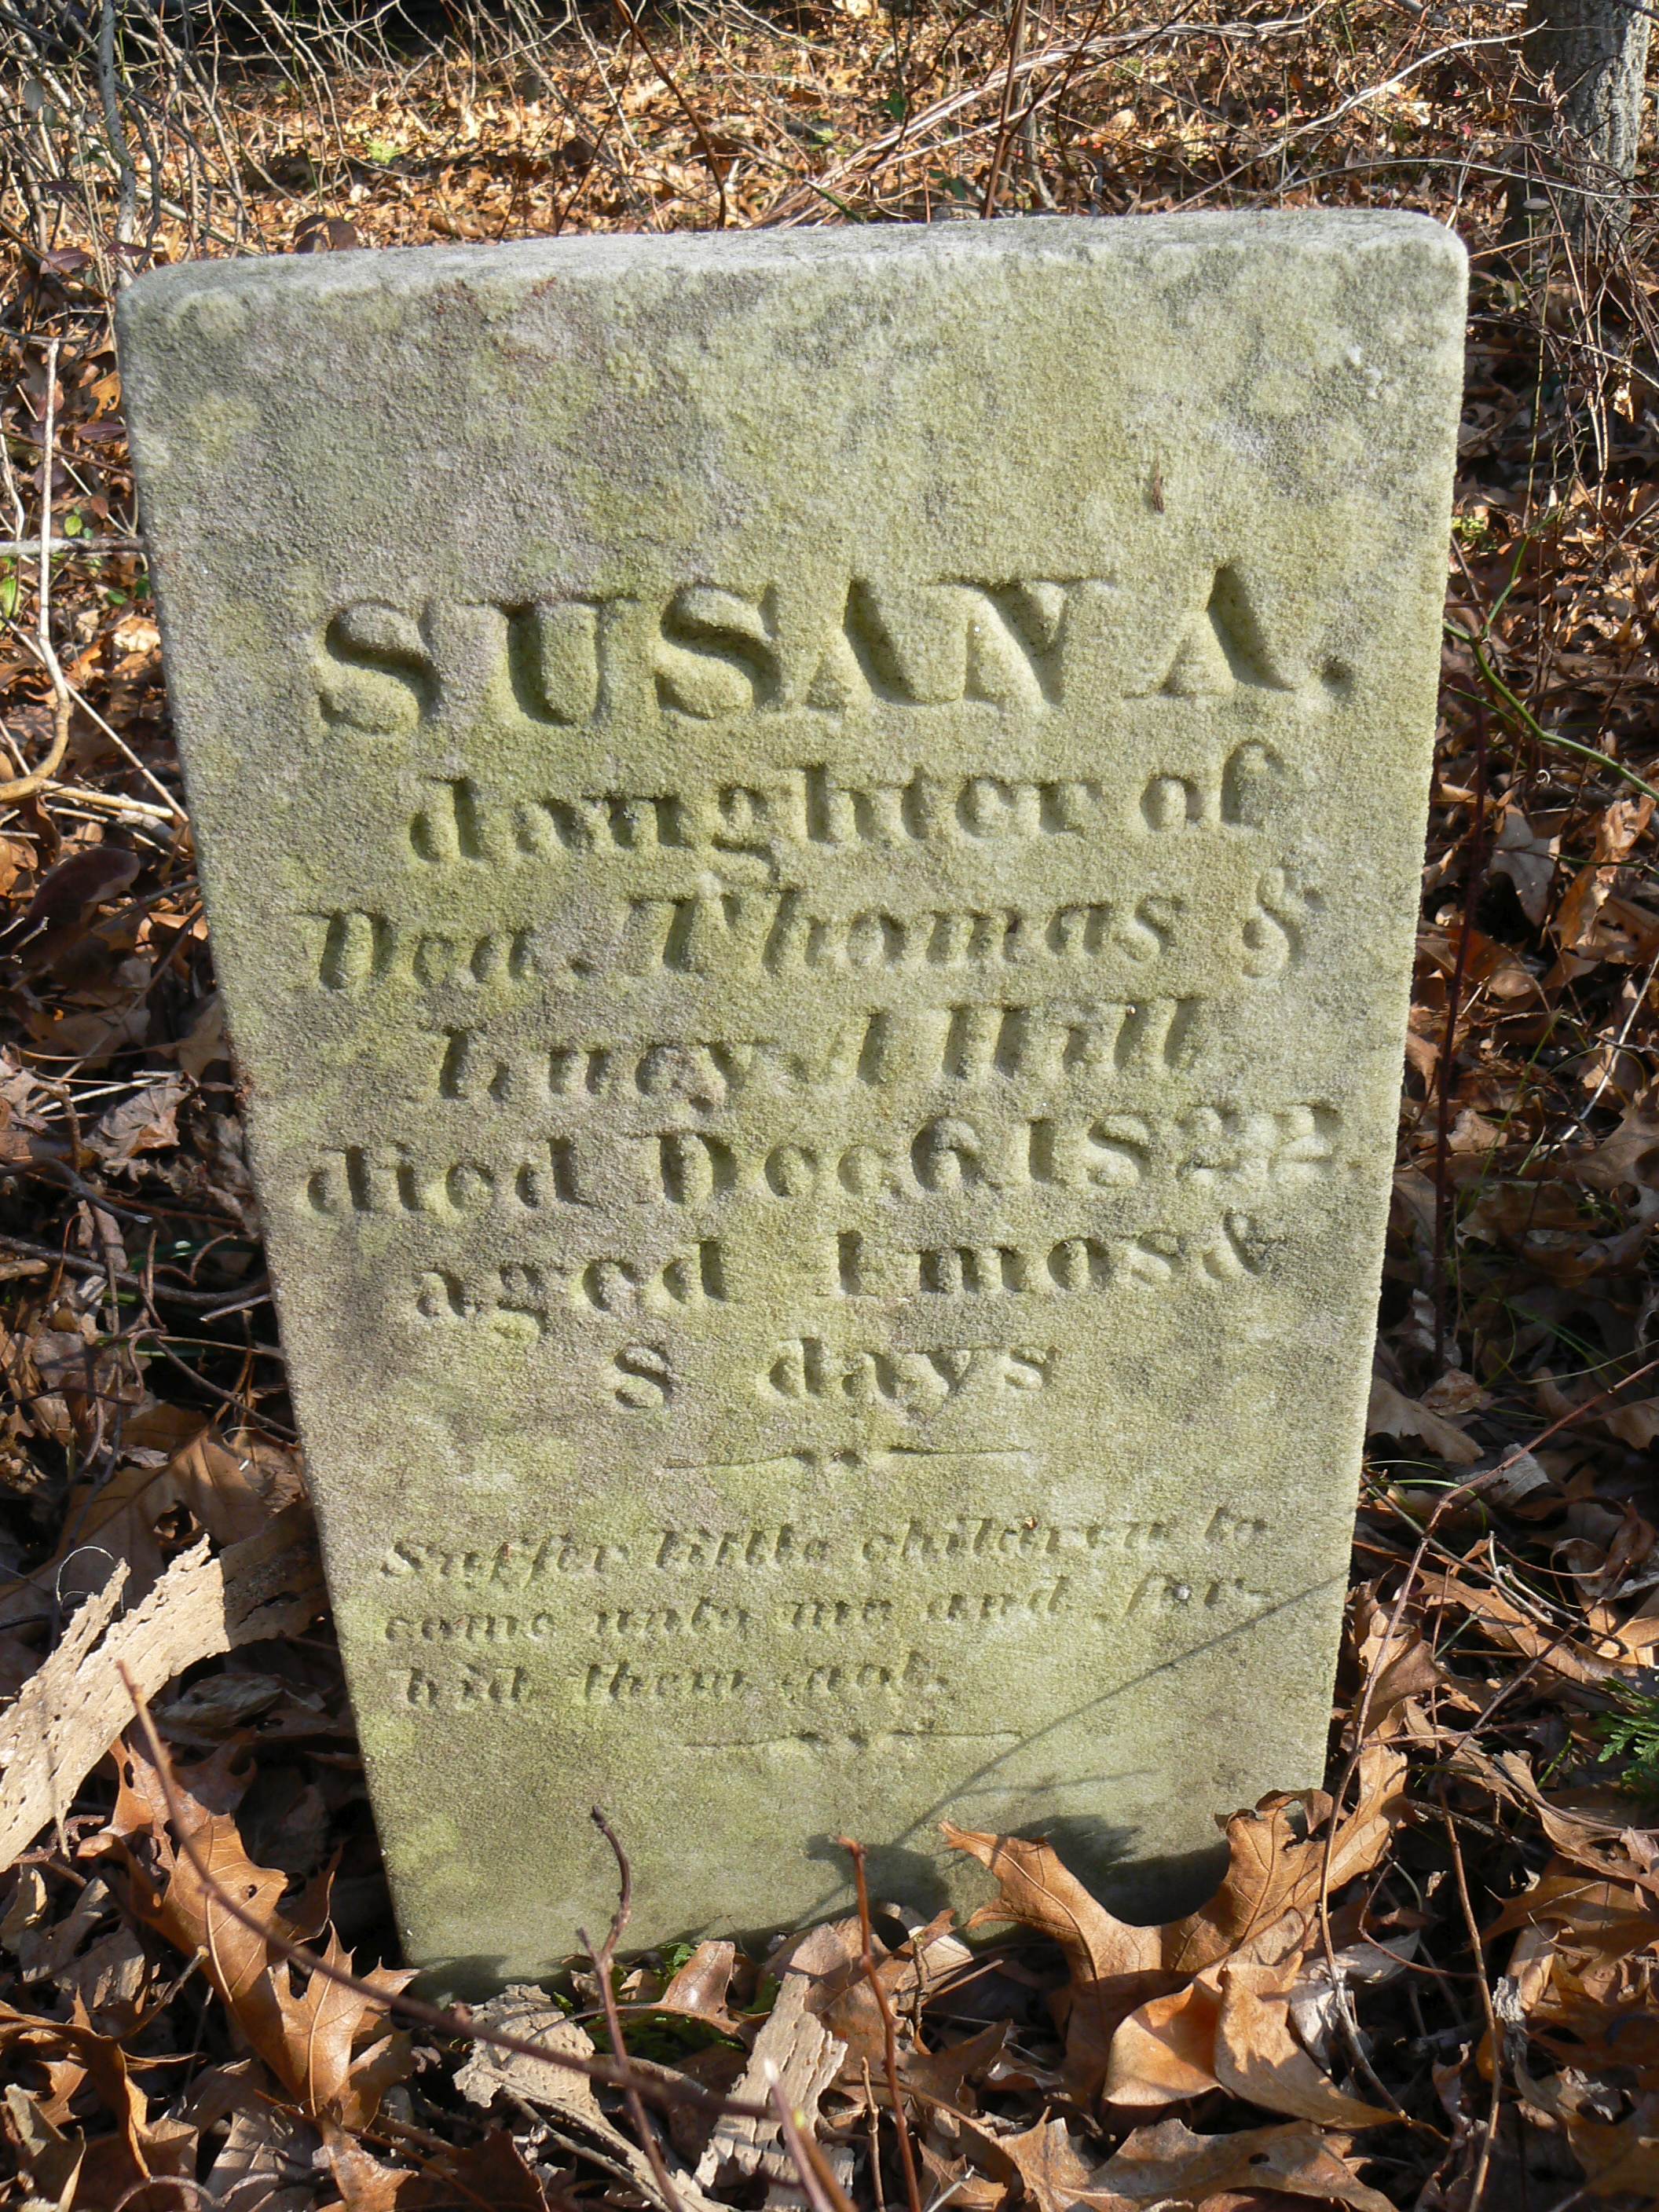 SUSAN A.
daughter of
Dea. Thomas &
Lucy A Hill
died Dec 6 1822
aged 1 mos &
8 days
Suffer little children to
come unto me and for-
bid them not.